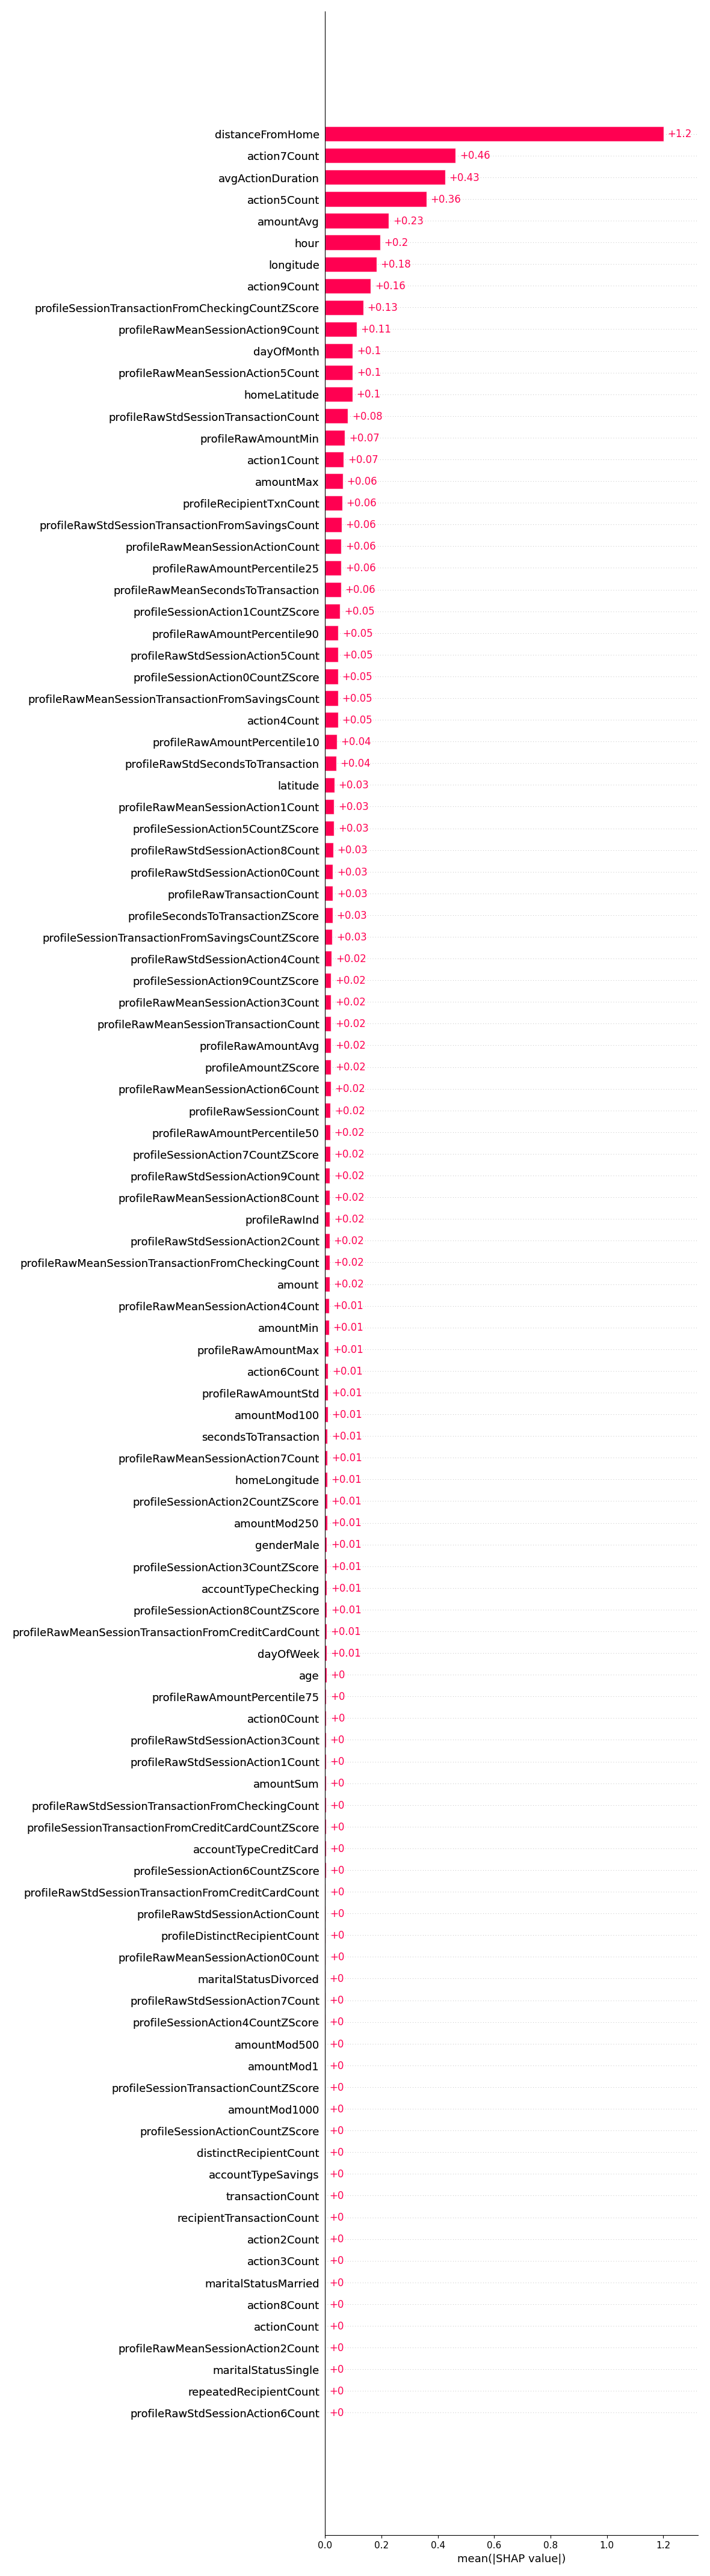 distanceFromHome +1.2
action7Count +0.46
avgActionDuration +0.43
action5Count +0.36
amountAvg +0.23
hour +0.2
longitude +0.18
action9Count +0.16
profileSessionTransactionFromCheckingCountZScore +0.13
profileRawMeanSessionAction9Count +0.11
dayOfMonth +0.1
profileRawMeanSessionAction5Count +0.1
homeLatitude +0.1
profileRawStdSessionTransactionCount +0.08
profileRawAmountMin +0.07
action1Count +0.07
amountMax +0.06
profileRecipientTxnCount +0.06
profileRawStdSessionTransactionFromSavingsCount +0.06
profileRawMeanSessionActionCount +0.06
profileRawAmountPercentile25 +0.06
profileRawMeanSecondsToTransaction +0.06
profileSessionAction1CountZScore +0.05
profileRawAmountPercentile90 +0.05
profileRawStdSessionAction5Count +0.05
profileSessionAction0CountZScore +0.05
profileRawMeanSessionTransactionFromSavingsCount +0.05
action4Count +0.05
profileRawAmountPercentile10 +0.04
profileRawStdSecondsToTransaction +0.04
latitude +0.03
profileRawMeanSessionAction1Count +0.03
profileSessionAction5CountZScore +0.03
profileRawStdSessionAction8Count +0.03
profileRawStdSessionAction0Count +0.03
profileRawTransactionCount +0.03
profileSecondsToTransactionZScore +0.03
profileSessionTransactionFromSavingsCountZScore +0.03
profileRawStdSessionAction4Count +0.02
profileSessionAction9CountZScore +0.02
profileRawMeanSessionAction3Count +0.02
profileRawMeanSessionTransactionCount +0.02
profileRawAmountAvg +0.02
profileAmountZScore +0.02
profileRawMeanSessionAction6Count +0.02
profileRawSessionCount +0.02
profileRawAmountPercentile50 +0.02
profileSessionAction7CountZScore +0.02
profileRawStdSessionAction9Count +0.02
profileRawMeanSessionAction8Count +0.02
profileRawInd +0.02
profileRawStdSessionAction2Count +0.02
profileRawMeanSessionTransactionFromCheckingCount +0.02
amount +0.02
profileRawMeanSessionAction4Count +0.01
amountMin +0.01
profileRawAmountMax +0.01
action6Count +0.01
profileRawAmountStd +0.01
amountMod100 +0.01
secondsToTransaction +0.01
profileRawMeanSessionAction7Count +0.01
homeLongitude +0.01
profileSessionAction2CountZScore +0.01
amountMod250 +0.01
genderMale +0.01
profileSessionAction3CountZScore +0.01
accountTypeChecking +0.01
profileSessionAction8CountZScore +0.01
profileRawMeanSessionTransactionFromCreditCardCount +0.01
dayOfWeek +0.01
age +0
profileRawAmountPercentile75 +0
action0Count +0
profileRawStdSessionAction3Count +0
profileRawStdSessionAction1Count +0
amountSum +0
profileRawStdSessionTransactionFromCheckingCount +0
profileSessionTransactionFromCreditCardCountZScore +0
accountTypeCreditCard +0
profileSessionAction6CountZScore +0
profileRawStdSessionTransactionFromCreditCardCount +0
profileRawStdSessionActionCount +0
profileDistinctRecipientCount +0
profileRawMeanSessionAction0Count +0
maritalStatusDivorced +0
profileRawStdSessionAction7Count +0
profileSessionAction4CountZScore +0
amountMod500 +0
amountMod1 +0
profileSessionTransactionCountZScore +0
amountMod1000 +0
profileSessionActionCountZScore +0
distinctRecipientCount +0
accountTypeSavings +0
transactionCount +0
recipientTransactionCount +0
action2Count +0
action3Count +0
maritalStatusMarried +0
action8Count +0
actionCount +0
profileRawMeanSessionAction2Count +0
maritalStatusSingle +0
repeatedRecipientCount +0
profileRawStdSessionAction6Count +0
0.0 0.2 0.4 0.6 0.8 1.0 1.2
mean(|SHAP value|)